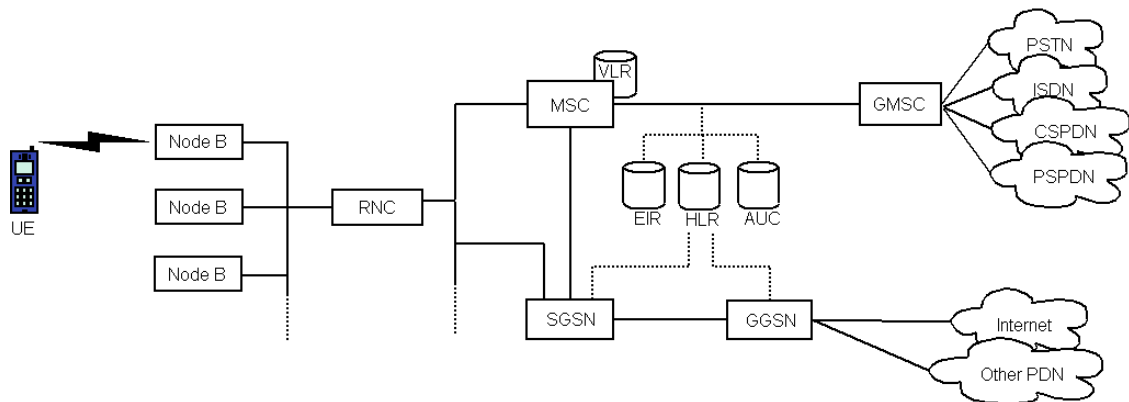 PSTN
VLR
ISDN
MSC
GMSC
CSPDN
Node B
PSPDN
Node B
RNC
UE
EIR
HLR
AUC
Node B
SGSN
GGSN
Internet
Other PDN